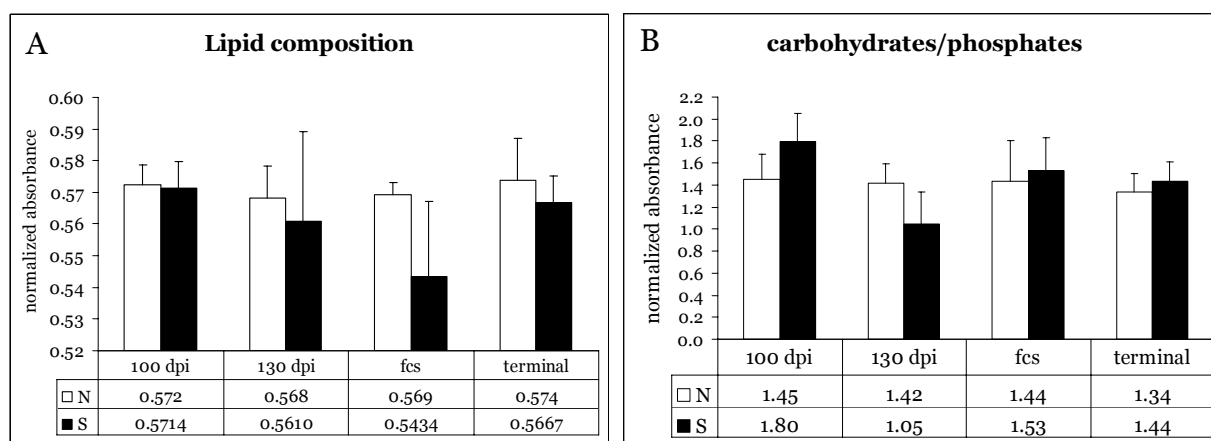 A
Lipid composition
normalized absorbance
0.60
0.59
0.58
0.57
0.56
0.55
0.54
0.53
0.52
100 dpi 130 dpi fcs terminal
N 0.572 0.568 0.569 0.574
S 0.5714 0.5610 0.5434 0.5667
B
carbohydrates/phosphates
normalized absorbance
2.2
2.0
1.8
1.6
1.4
1.2
1.0
0.8
0.6
0.4
0.2
0.0
100 dpi 130 dpi fcs terminal
N 1.45 1.42 1.44 1.34
S 1.80 1.05 1.53 1.44